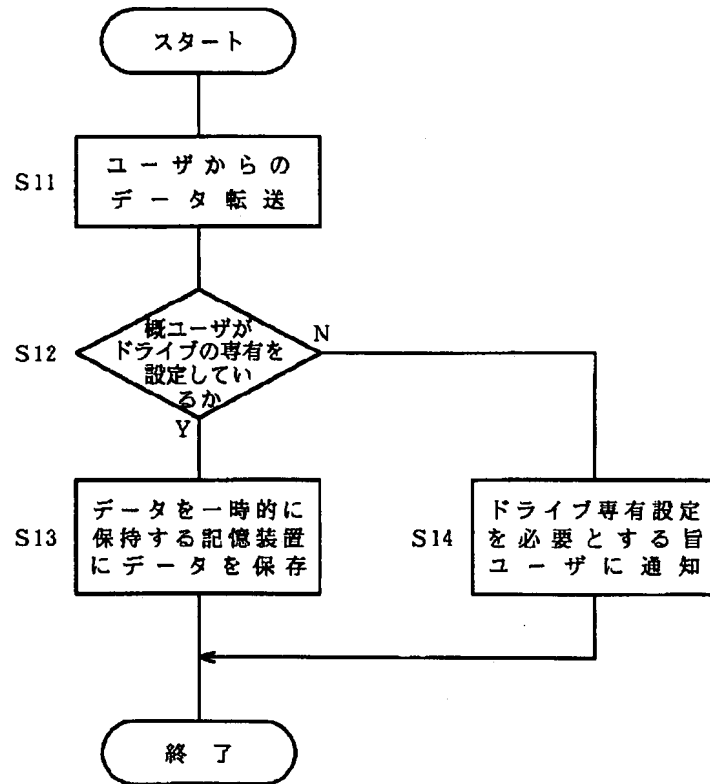 スタート
S11
ユーザからの
データ転送
S12
概ユーザが
ドライブの専有を
設定してい
るか
N
Y
S13
データを一時的に
保持する記憶装置
にデータを保存
S14
ドライブ専有設定
を必要とする旨
ユーザに通知
終了